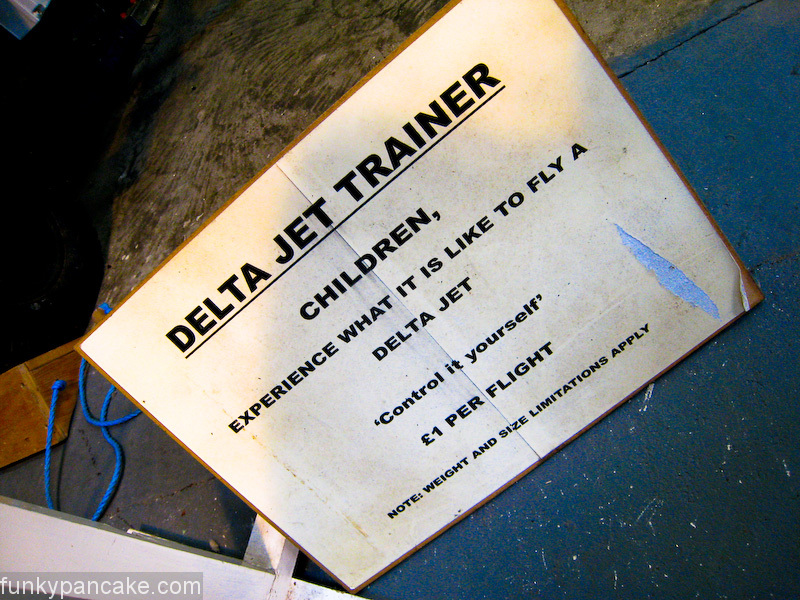 DELTA JET TRAINER
CHILDREN,
EXPERIENCE WHAT IT IS LIKE TO FLY A
DELTA JET
'Control it yourself'
£1 PER FLIGHT
NOTE: WEIGHT AND SIZE LIMITATIONS APPLY
funkypancake.com